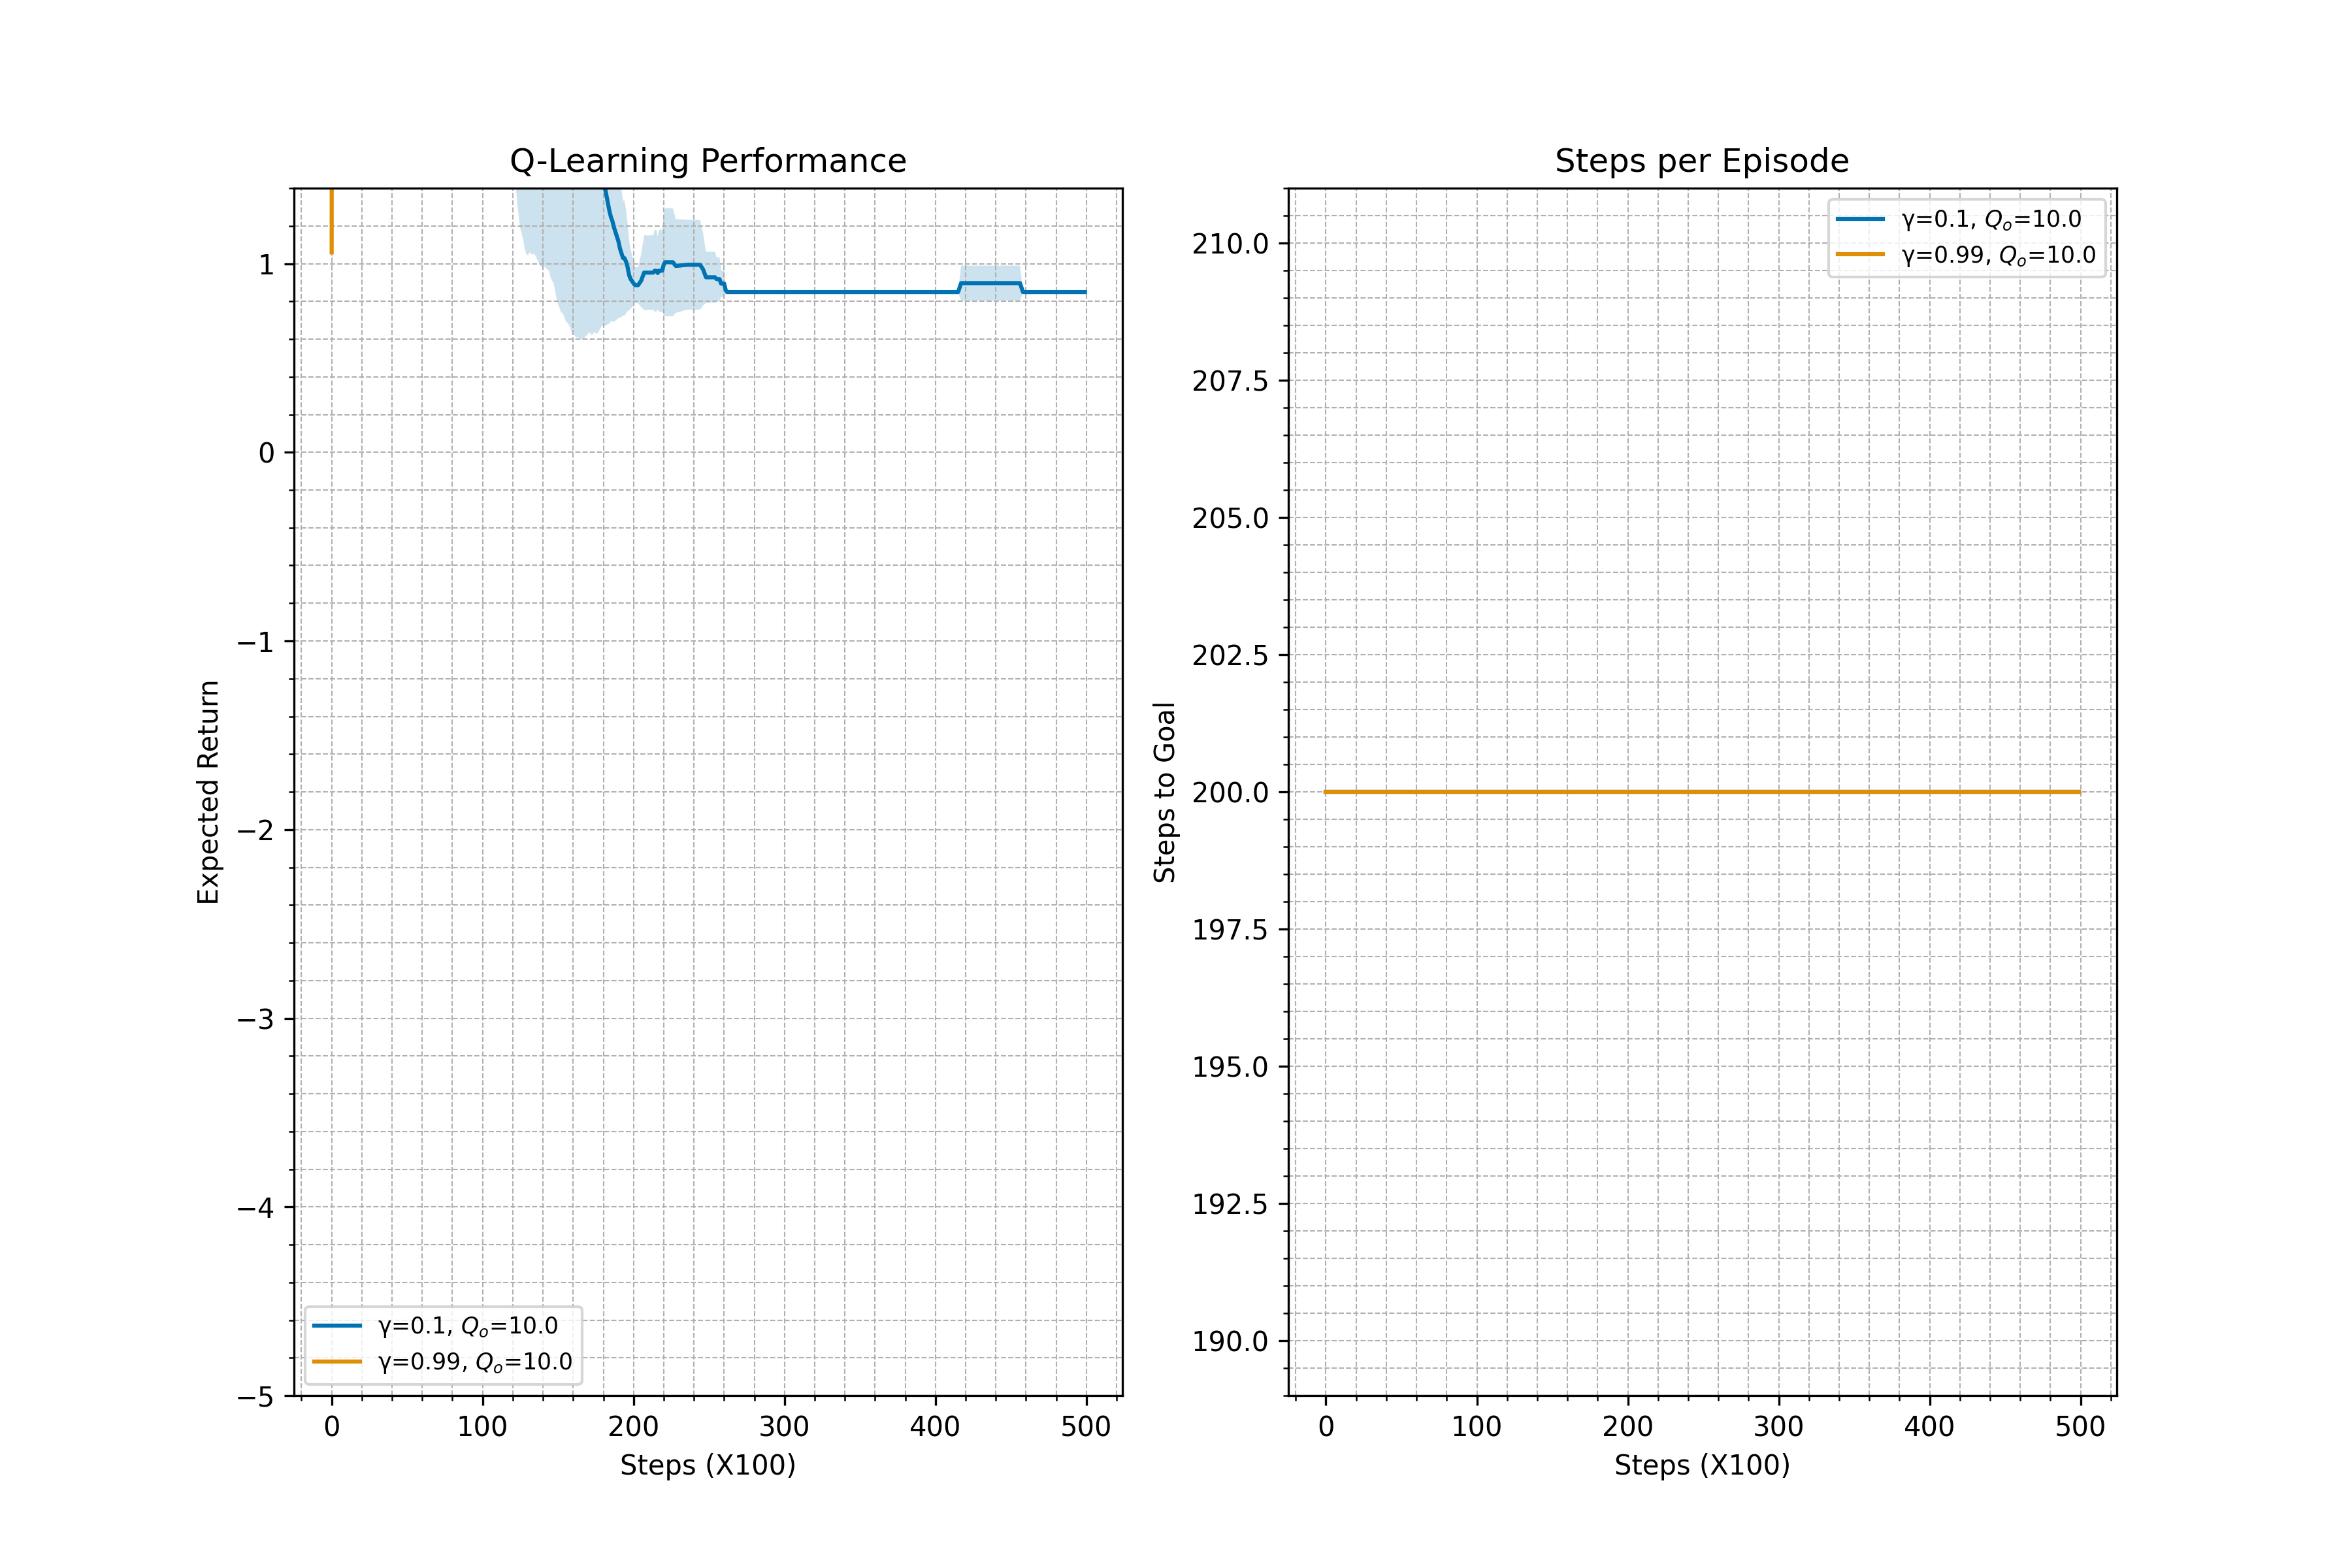 Q-Learning Performance
1
0
−1
−2
−3
−4
−5
Expected Return
γ=0.1, Qₒ=10.0
γ=0.99, Qₒ=10.0
0 100 200 300 400 500
Steps (X100)
Steps per Episode
210.0
207.5
205.0
202.5
200.0
197.5
195.0
192.5
190.0
Steps to Goal
γ=0.1, Qₒ=10.0
γ=0.99, Qₒ=10.0
0 100 200 300 400 500
Steps (X100)